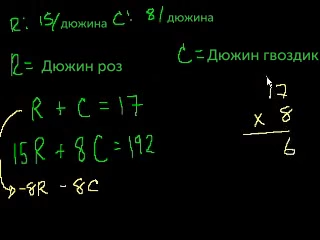 R: 15/дюжина C: 8/дюжина
R = Дюжин роз
C = Дюжин гвоздик
R + C = 17
15R + 8C = 192
-8R - 8C
17
x 8
6